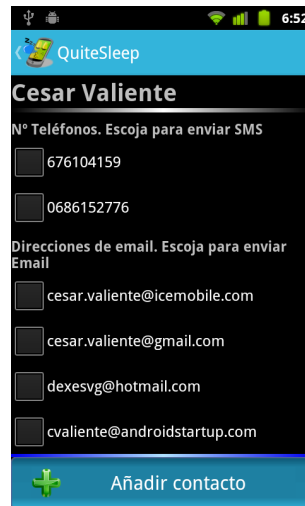 6:52
QuiteSleep
Cesar Valiente
Nº Teléfonos. Escoja para enviar SMS
676104159
0686152776
Direcciones de email. Escoja para enviar
Email
cesar.valiente@icemobile.com
cesar.valiente@gmail.com
dexesvg@hotmail.com
cvaliente@androidstartup.com
Añadir contacto